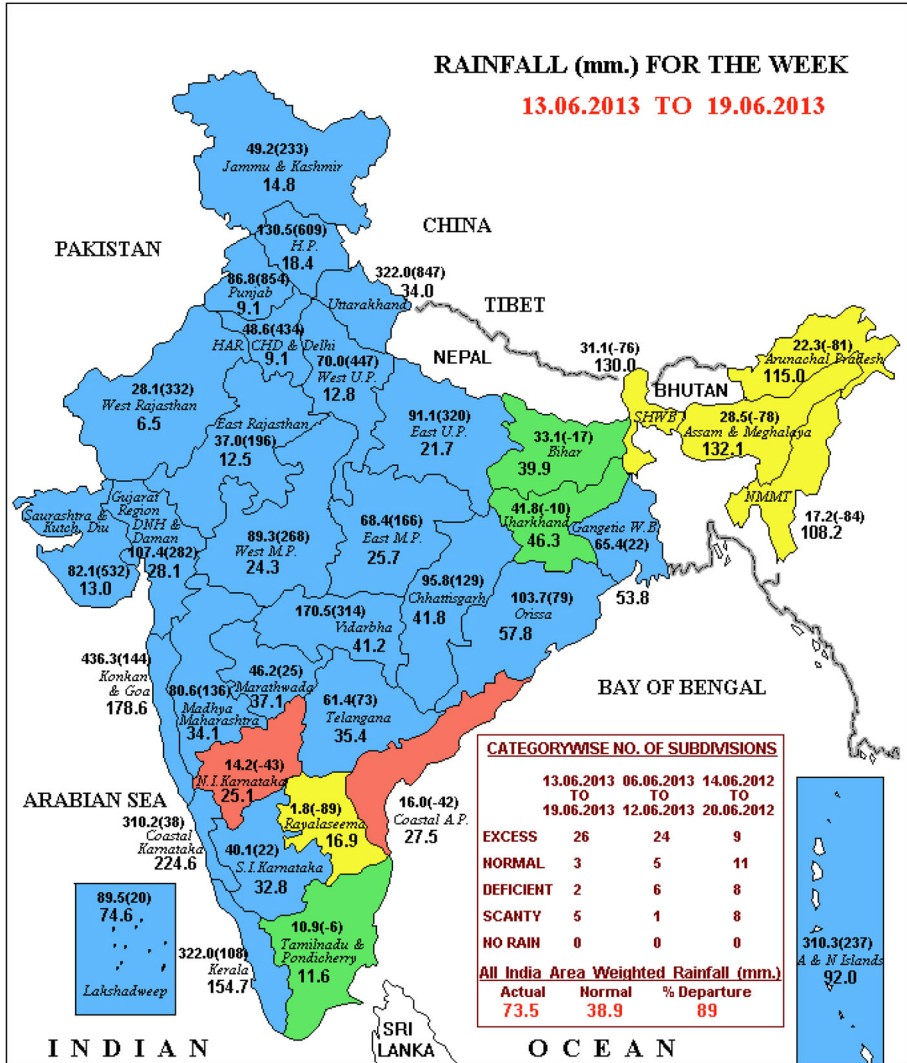 RAINFALL (mm.) FOR THE WEEK
13.06.2013 TO 19.06.2013
49.2(233)
Jammu & Kashmir
14.8
CHINA
PAKISTAN
130.5(609)
H.P.
18.4
86.8(854)
Punjab
9.1
322.0(847)
34.0
Uttarakhand
TIBET
48.6(434)
HAR, CHD & Delhi
9.1
NEPAL
70.0(447)
West U.P.
12.8
31.1(-76)
130.0
BHUTAN
22.3(-81)
Arunachal Pradesh
115.0
28.1(332)
West Rajasthan
6.5
East Rajasthan
37.0(196)
12.5
91.1(320)
East U.P.
21.7
33.1(-17)
Bihar
39.9
SHWB
28.5(-78)
Assam & Meghalaya
132.1
NMMT
17.2(-84)
108.2
Saurashtra &
Kutch, Diu
82.1(532)
13.0
Gujarat
Region
DNH &
Daman
107.4(282)
28.1
89.3(268)
West M.P.
24.3
68.4(166)
East M.P.
25.7
41.8(-10)
Jharkhand
46.3
Gangetic W.B
65.4(22)
53.8
95.8(129)
Chhattisgarh
41.8
103.7(79)
Orissa
57.8
170.5(314)
Vidarbha
41.2
436.3(144)
Konkan
& Goa
178.6
80.6(136)
Madhya
Maharashtra
34.1
46.2(25)
Marathwada
37.1
61.4(73)
Telangana
35.4
BAY OF BENGAL
14.2(-43)
N.I.Karnataka
25.1
ARABIAN SEA
310.2(38)
Coastal
Karnataka
224.6
1.8(-89)
Rayalaseema
16.9
16.0(-42)
Coastal A.P.
27.5
40.1(22)
S.I.Karnataka
32.8
89.5(20)
74.6
Lakshadweep
322.0(108)
Kerala
154.7
10.9(-6)
Tamilnadu &
Pondicherry
11.6
CATEGORYWISE NO. OF SUBDIVISIONS
13.06.2013 06.06.2013 14.06.2012
TO TO TO
19.06.2013 12.06.2013 20.06.2012
EXCESS 26 24 9
NORMAL 3 5 11
DEFICIENT 2 6 8
SCANTY 5 1 8
NO RAIN 0 0 0
All India Area Weighted Rainfall (mm.)
Actual Normal % Departure
73.5 38.9 89
310.3(237)
A & N Islands
92.0
SRI
LANKA
INDIAN OCEAN